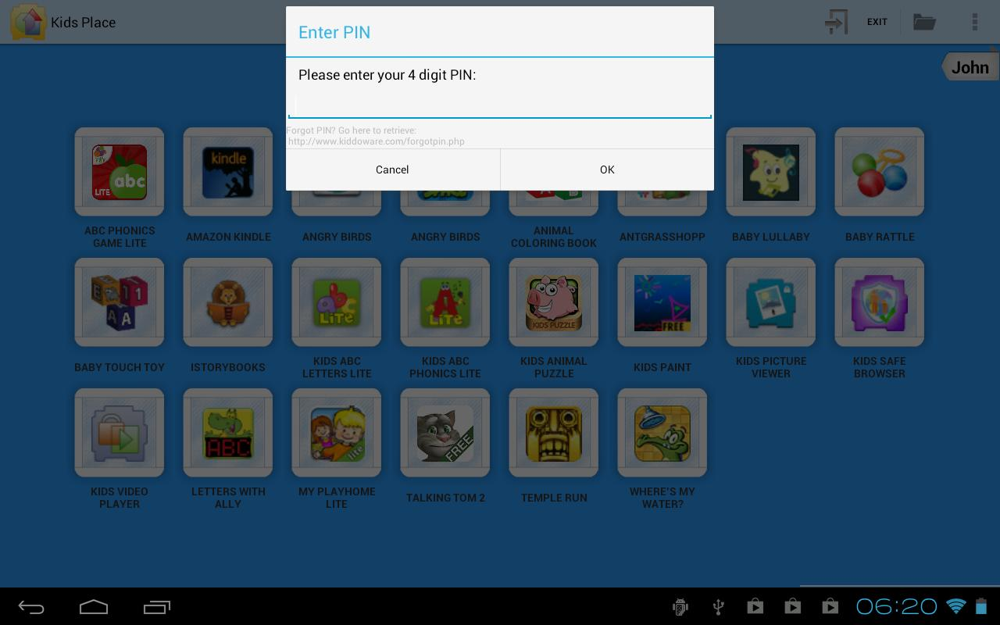 Kids Place
EXIT
Enter PIN
Please enter your 4 digit PIN:
Forgot PIN? Go here to retrieve:
http://www.kiddoware.com/forgotpin.php
Cancel
OK
John
LITE
abc
kindle
ABC PHONICS
GAME LITE
AMAZON KINDLE
ANGRY BIRDS
ANGRY BIRDS
ANIMAL
COLORING BOOK
ANTGRASSHOPP
BABY LULLABY
BABY RATTLE
abc
LiTE
A
LiTE
KIDS PUZZLE
FREE
BABY TOUCH TOY
ISTORYBOOKS
KIDS ABC
LETTERS LITE
KIDS ABC
PHONICS LITE
KIDS ANIMAL
PUZZLE
KIDS PAINT
KIDS PICTURE
VIEWER
KIDS SAFE
BROWSER
ABC
lite
FREE
KIDS VIDEO
PLAYER
LETTERS WITH
ALLY
MY PLAYHOME
LITE
TALKING TOM 2
TEMPLE RUN
WHERE'S MY
WATER?
06:20